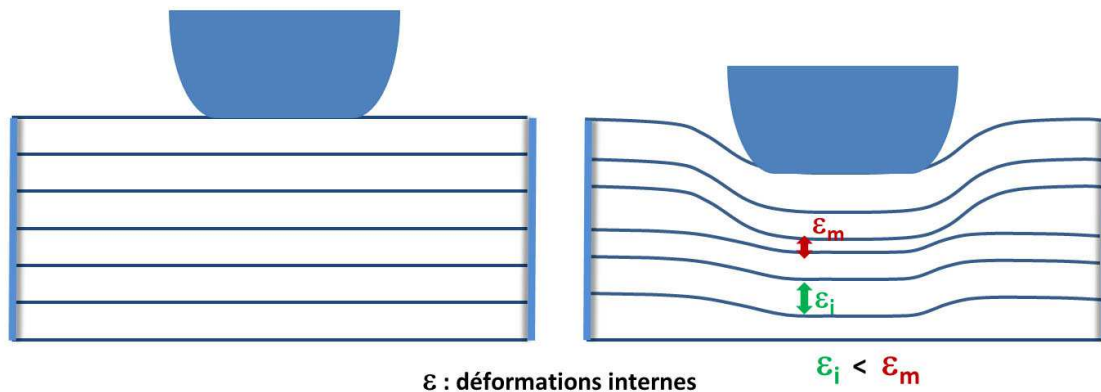 εm
εi
εi < εm
ε : déformations internes